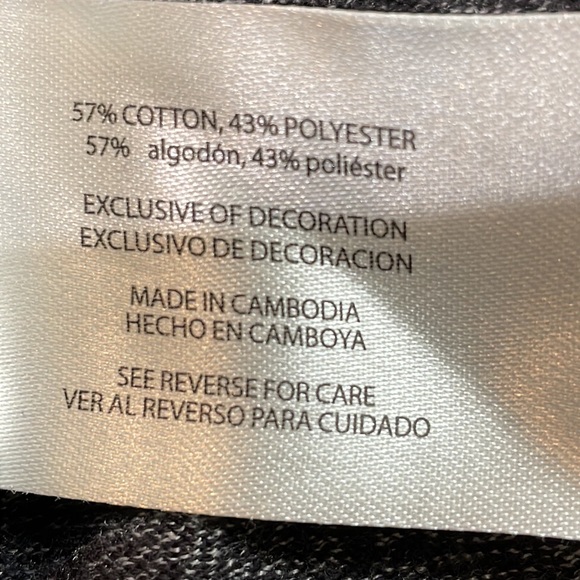 57% COTTON, 43% POLYESTER
57% algodón, 43% poliéster
EXCLUSIVE OF DECORATION
EXCLUSIVO DE DECORACION
MADE IN CAMBODIA
HECHO EN CAMBOYA
SEE REVERSE FOR CARE
VER AL REVERSO PARA CUIDADO